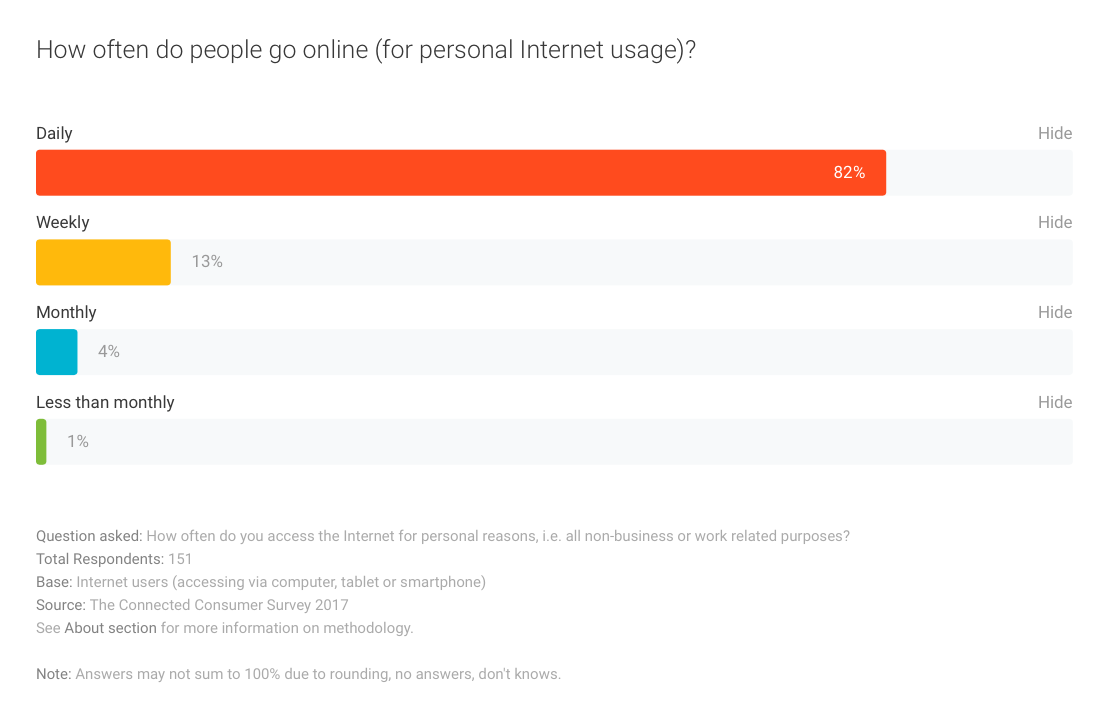 How often do people go online (for personal Internet usage)?
Daily Hide
82%
Weekly Hide
13%
Monthly Hide
4%
Less than monthly Hide
1%
Question asked: How often do you access the Internet for personal reasons, i.e. all non-business or work related purposes?
Total Respondents: 151
Base: Internet users (accessing via computer, tablet or smartphone)
Source: The Connected Consumer Survey 2017
See About section for more information on methodology.
Note: Answers may not sum to 100% due to rounding, no answers, don't knows.